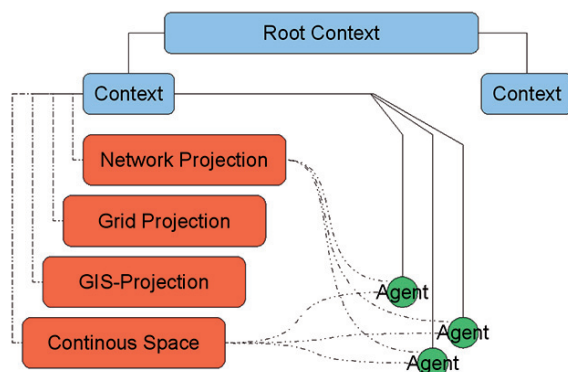 Root Context
Context
Context
Network Projection
Grid Projection
GIS-Projection
Agent
Continous Space
Agent
Agent